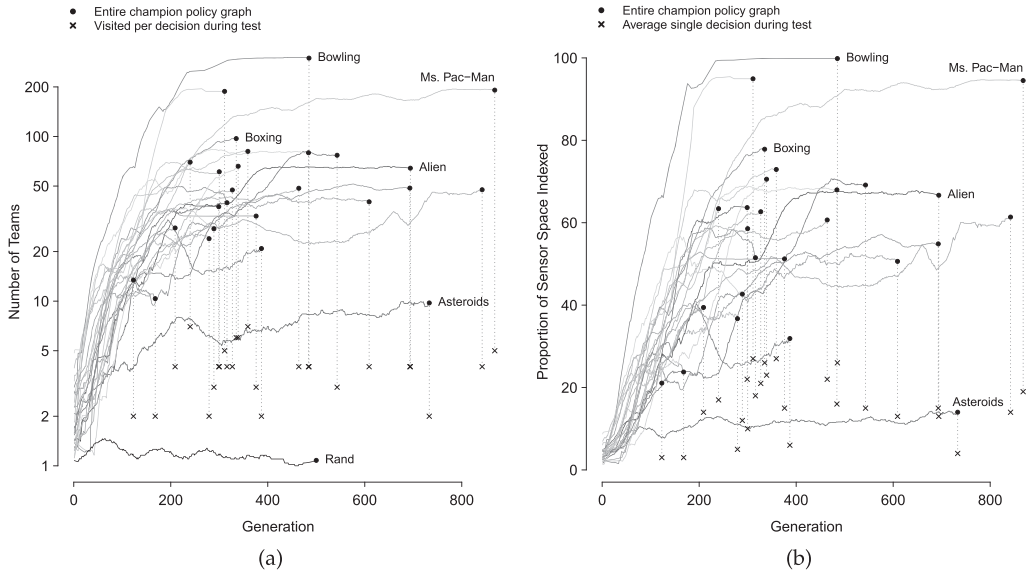 Entire champion policy graph
Visited per decision during test
(a)
Number of Teams
200
100
50
20
10
5
2
1
Bowling
Ms. Pac−Man
Boxing
Alien
Asteroids
Rand
0 200 400 600 800
Generation
(b)
Entire champion policy graph
Average single decision during test
Proportion of Sensor Space Indexed
100
80
60
40
20
0
Bowling
Ms. Pac−Man
Boxing
Alien
Asteroids
0 200 400 600 800
Generation